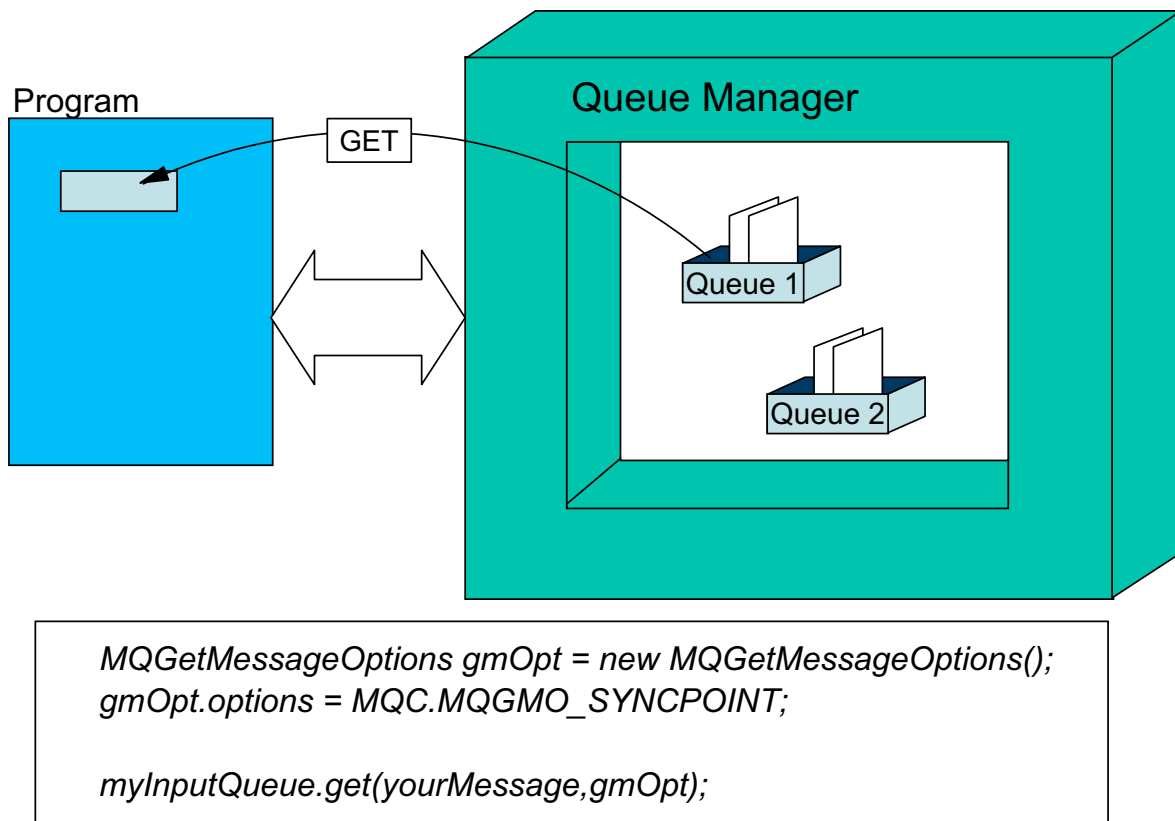 Program
Queue Manager
GET
Queue 1
Queue 2
MQGetMessageOptions gmOpt = new MQGetMessageOptions();
gmOpt.options = MQC.MQGMO_SYNCPOINT;
myInputQueue.get(yourMessage,gmOpt);